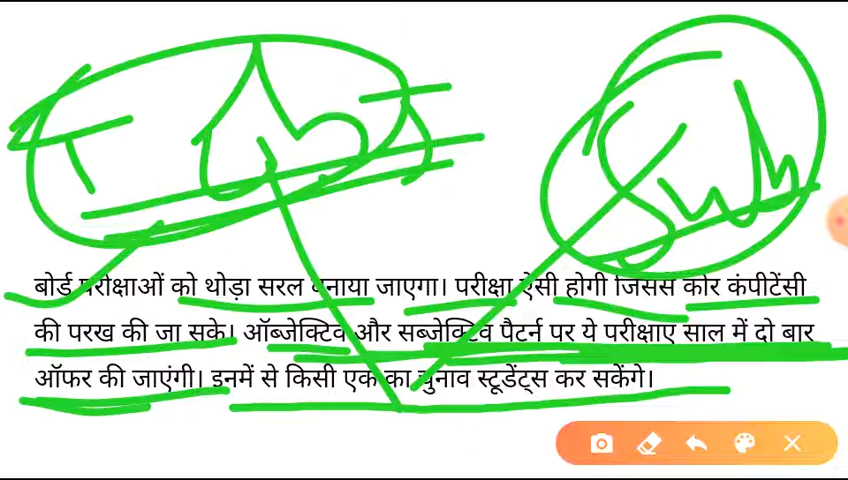 बोर्ड परीक्षाओं को थोड़ा सरल बनाया जाएगा। परीक्षा ऐसी होगी जिससे कोर कंपीटेंसी
की परख की जा सके। ऑब्जेक्टिव और सब्जेक्टिव पैटर्न पर ये परीक्षाए साल में दो बार
ऑफर की जाएंगी। इनमें से किसी एक का चुनाव स्टूडेंट्स कर सकेंगे।